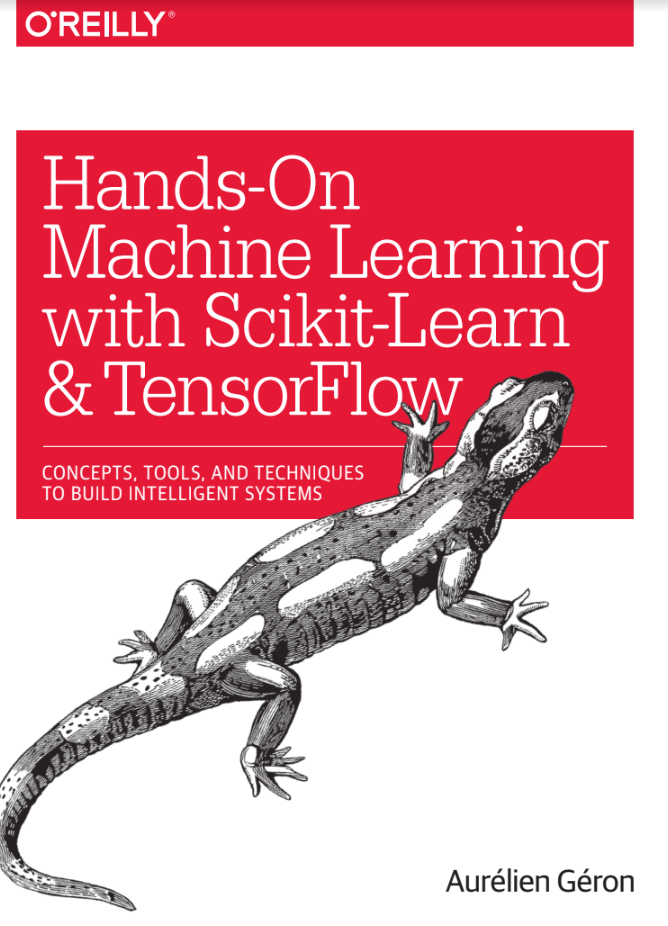 O'REILLY®
Hands-On
Machine Learning
with Scikit-Learn
& TensorFlow
CONCEPTS, TOOLS, AND TECHNIQUES
TO BUILD INTELLIGENT SYSTEMS
Aurélien Géron